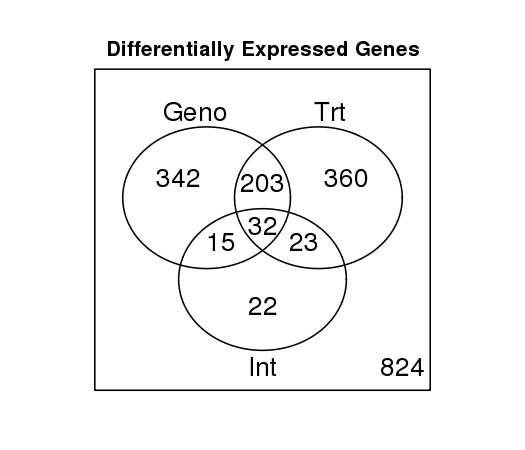 Differentially Expressed Genes
Geno Trt
342 203 360
32
15 23
22
Int 824